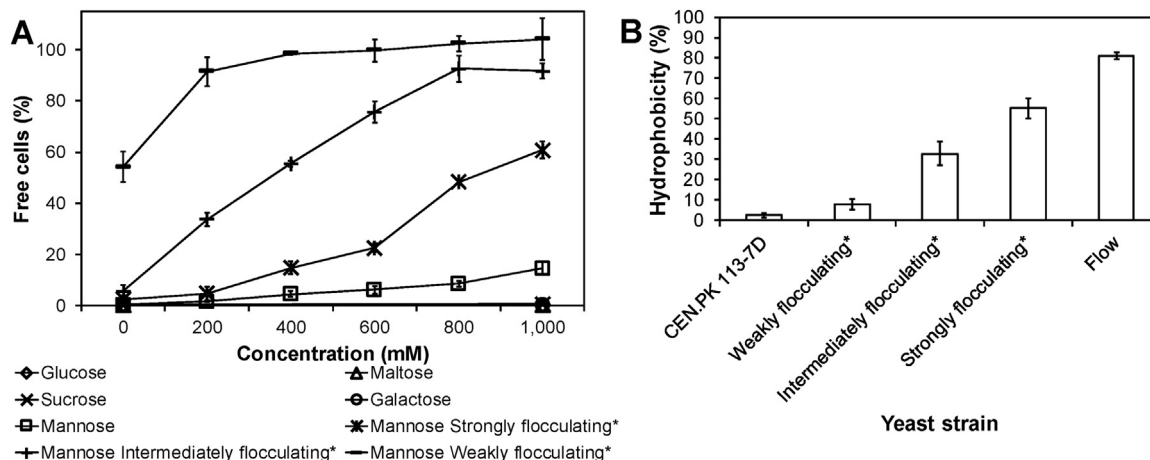 A
Free cells (%)
100
80
60
40
20
0
0 200 400 600 800 1,000
Concentration (mM)
Glucose Maltose
Sucrose Galactose
Mannose Mannose Strongly flocculating*
Mannose Intermediately flocculating* Mannose Weakly flocculating*
B
Hydrophobicity (%)
100
90
80
70
60
50
40
30
20
10
0
CEN.PK 113-7D
Weakly flocculating*
Intermediately flocculating*
Strongly flocculating*
Flow
Yeast strain